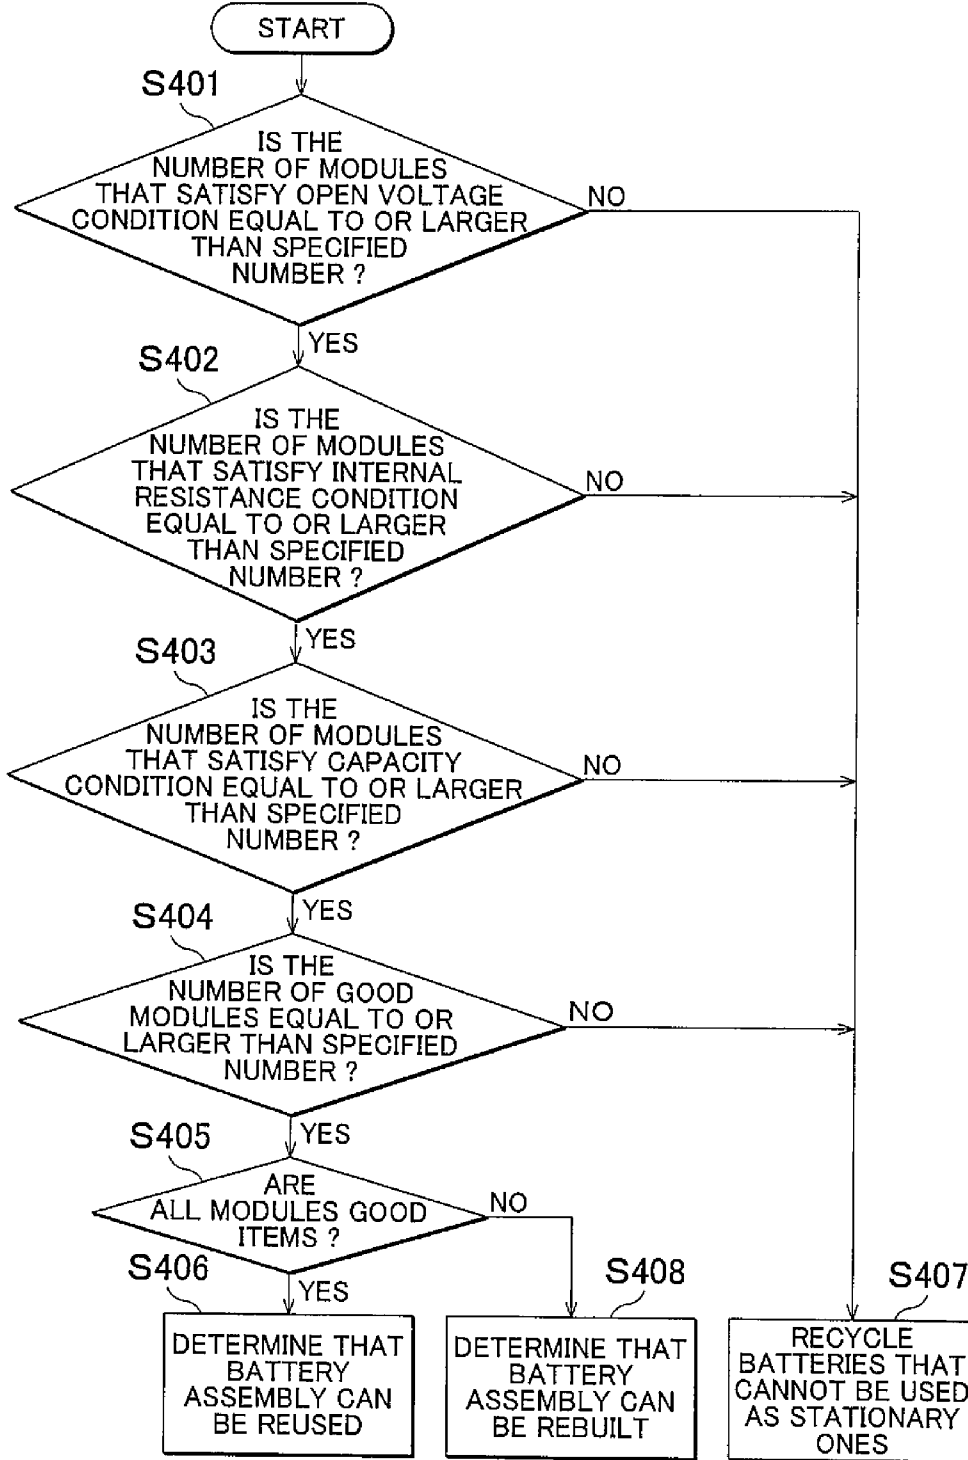 START
S401
IS THE
NUMBER OF MODULES
THAT SATISFY OPEN VOLTAGE
CONDITION EQUAL TO OR LARGER
THAN SPECIFIED
NUMBER ?
NO
YES
S402
IS THE
NUMBER OF MODULES
THAT SATISFY INTERNAL
RESISTANCE CONDITION
EQUAL TO OR LARGER
THAN SPECIFIED
NUMBER ?
NO
YES
S403
IS THE
NUMBER OF MODULES
THAT SATISFY CAPACITY
CONDITION EQUAL TO OR LARGER
THAN SPECIFIED
NUMBER ?
NO
YES
S404
IS THE
NUMBER OF GOOD
MODULES EQUAL TO OR
LARGER THAN SPECIFIED
NUMBER ?
NO
YES
S405
ARE
ALL MODULES GOOD
ITEMS ?
NO
YES
S406
DETERMINE THAT
BATTERY
ASSEMBLY CAN
BE REUSED
S408
DETERMINE THAT
BATTERY
ASSEMBLY CAN
BE REBUILT
S407
RECYCLE
BATTERIES THAT
CANNOT BE USED
AS STATIONARY
ONES